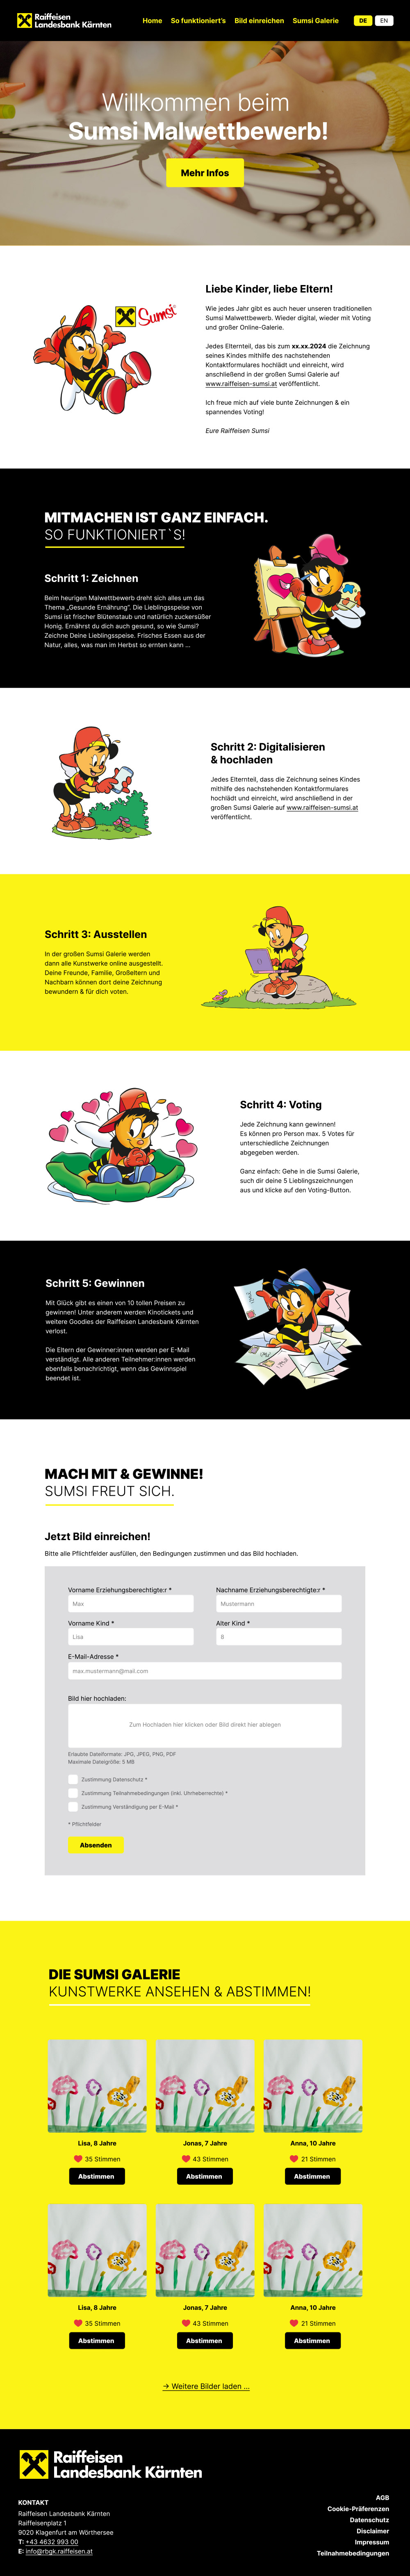 Raiffeisen
Landesbank Kärnten
Home
So funktioniert's
Bild einreichen
Sumsi Galerie
DE
EN
Willkommen beim
Sumsi Malwettbewerb!
Mehr Infos
Sumsi
Liebe Kinder, liebe Eltern!
Wie jedes Jahr gibt es auch heuer unseren traditionellen
Sumsi Malwettbewerb. Wieder digital, wieder mit Voting
und großer Online-Galerie.
Jedes Elternteil, das bis zum xx.xx.2024 die Zeichnung
seines Kindes mithilfe des nachstehenden
Kontaktformulares hochlädt und einreicht, wird
anschließend in der großen Sumsi Galerie auf
www.raiffeisen-sumsi.at veröffentlicht.
Ich freue mich auf viele bunte Zeichnungen & ein
spannendes Voting!
Eure Raiffeisen Sumsi
MITMACHEN IST GANZ EINFACH.
SO FUNKTIONIERT`S!
Schritt 1: Zeichnen
Beim heurigen Malwettbewerb dreht sich alles um das
Thema „Gesunde Ernährung“. Die Lieblingsspeise von
Sumsi ist frischer Blütenstaub und natürlich zuckersüßer
Honig. Ernährst du dich auch gesund, so wie Sumsi?
Zeichne Deine Lieblingsspeise. Frisches Essen aus der
Natur, alles, was man im Herbst so ernten kann ...
Schritt 2: Digitalisieren
& hochladen
Jedes Elternteil, dass die Zeichnung seines Kindes
mithilfe des nachstehenden Kontaktformulares
hochlädt und einreicht, wird anschließend in der
großen Sumsi Galerie auf www.raiffeisen-sumsi.at
veröffentlicht.
Schritt 3: Ausstellen
In der großen Sumsi Galerie werden
dann alle Kunstwerke online ausgestellt.
Deine Freunde, Familie, Großeltern und
Nachbarn können dort deine Zeichnung
bewundern & für dich voten.
Schritt 4: Voting
Jede Zeichnung kann gewinnen!
Es können pro Person max. 5 Votes für
unterschiedliche Zeichnungen
abgegeben werden.
Ganz einfach: Gehe in die Sumsi Galerie,
such dir deine 5 Lieblingszeichnungen
aus und klicke auf den Voting-Button.
Schritt 5: Gewinnen
Mit Glück gibt es einen von 10 tollen Preisen zu
gewinnen! Unter anderem werden Kinotickets und
weitere Goodies der Raiffeisen Landesbank Kärnten
verlost.
Die Eltern der Gewinner:innen werden per E-Mail
verständigt. Alle anderen Teilnehmer:innen werden
ebenfalls benachrichtigt, wenn das Gewinnspiel
beendet ist.
MACH MIT & GEWINNE!
SUMSI FREUT SICH.
Jetzt Bild einreichen!
Bitte alle Pflichtfelder ausfüllen, den Bedingungen zustimmen und das Bild hochladen.
Vorname Erziehungsberechtigte:r *
Nachname Erziehungsberechtigte:r *
Max
Mustermann
Vorname Kind *
Alter Kind *
Lisa
8
E-Mail-Adresse *
max.mustermann@mail.com
Bild hier hochladen:
Zum Hochladen hier klicken oder Bild direkt hier ablegen
Erlaubte Dateiformate: JPG, JPEG, PNG, PDF
Maximale Dateigröße: 5 MB
Zustimmung Datenschutz *
Zustimmung Teilnahmebedingungen (inkl. Uhrheberrechte) *
Zustimmung Verständigung per E-Mail *
* Pflichtfelder
Absenden
DIE SUMSI GALERIE
KUNSTWERKE ANSEHEN & ABSTIMMEN!
Lisa, 8 Jahre
Jonas, 7 Jahre
Anna, 10 Jahre
35 Stimmen
43 Stimmen
21 Stimmen
Abstimmen
Abstimmen
Abstimmen
Lisa, 8 Jahre
Jonas, 7 Jahre
Anna, 10 Jahre
35 Stimmen
43 Stimmen
21 Stimmen
Abstimmen
Abstimmen
Abstimmen
→ Weitere Bilder laden ...
Raiffeisen
Landesbank Kärnten
KONTAKT
Raiffeisen Landesbank Kärnten
Raiffeisenplatz 1
9020 Klagenfurt am Wörthersee
T: +43 4632 993 00
E: info@rbgk.raiffeisen.at
AGB
Cookie-Präferenzen
Datenschutz
Disclaimer
Impressum
Teilnahmebedingungen